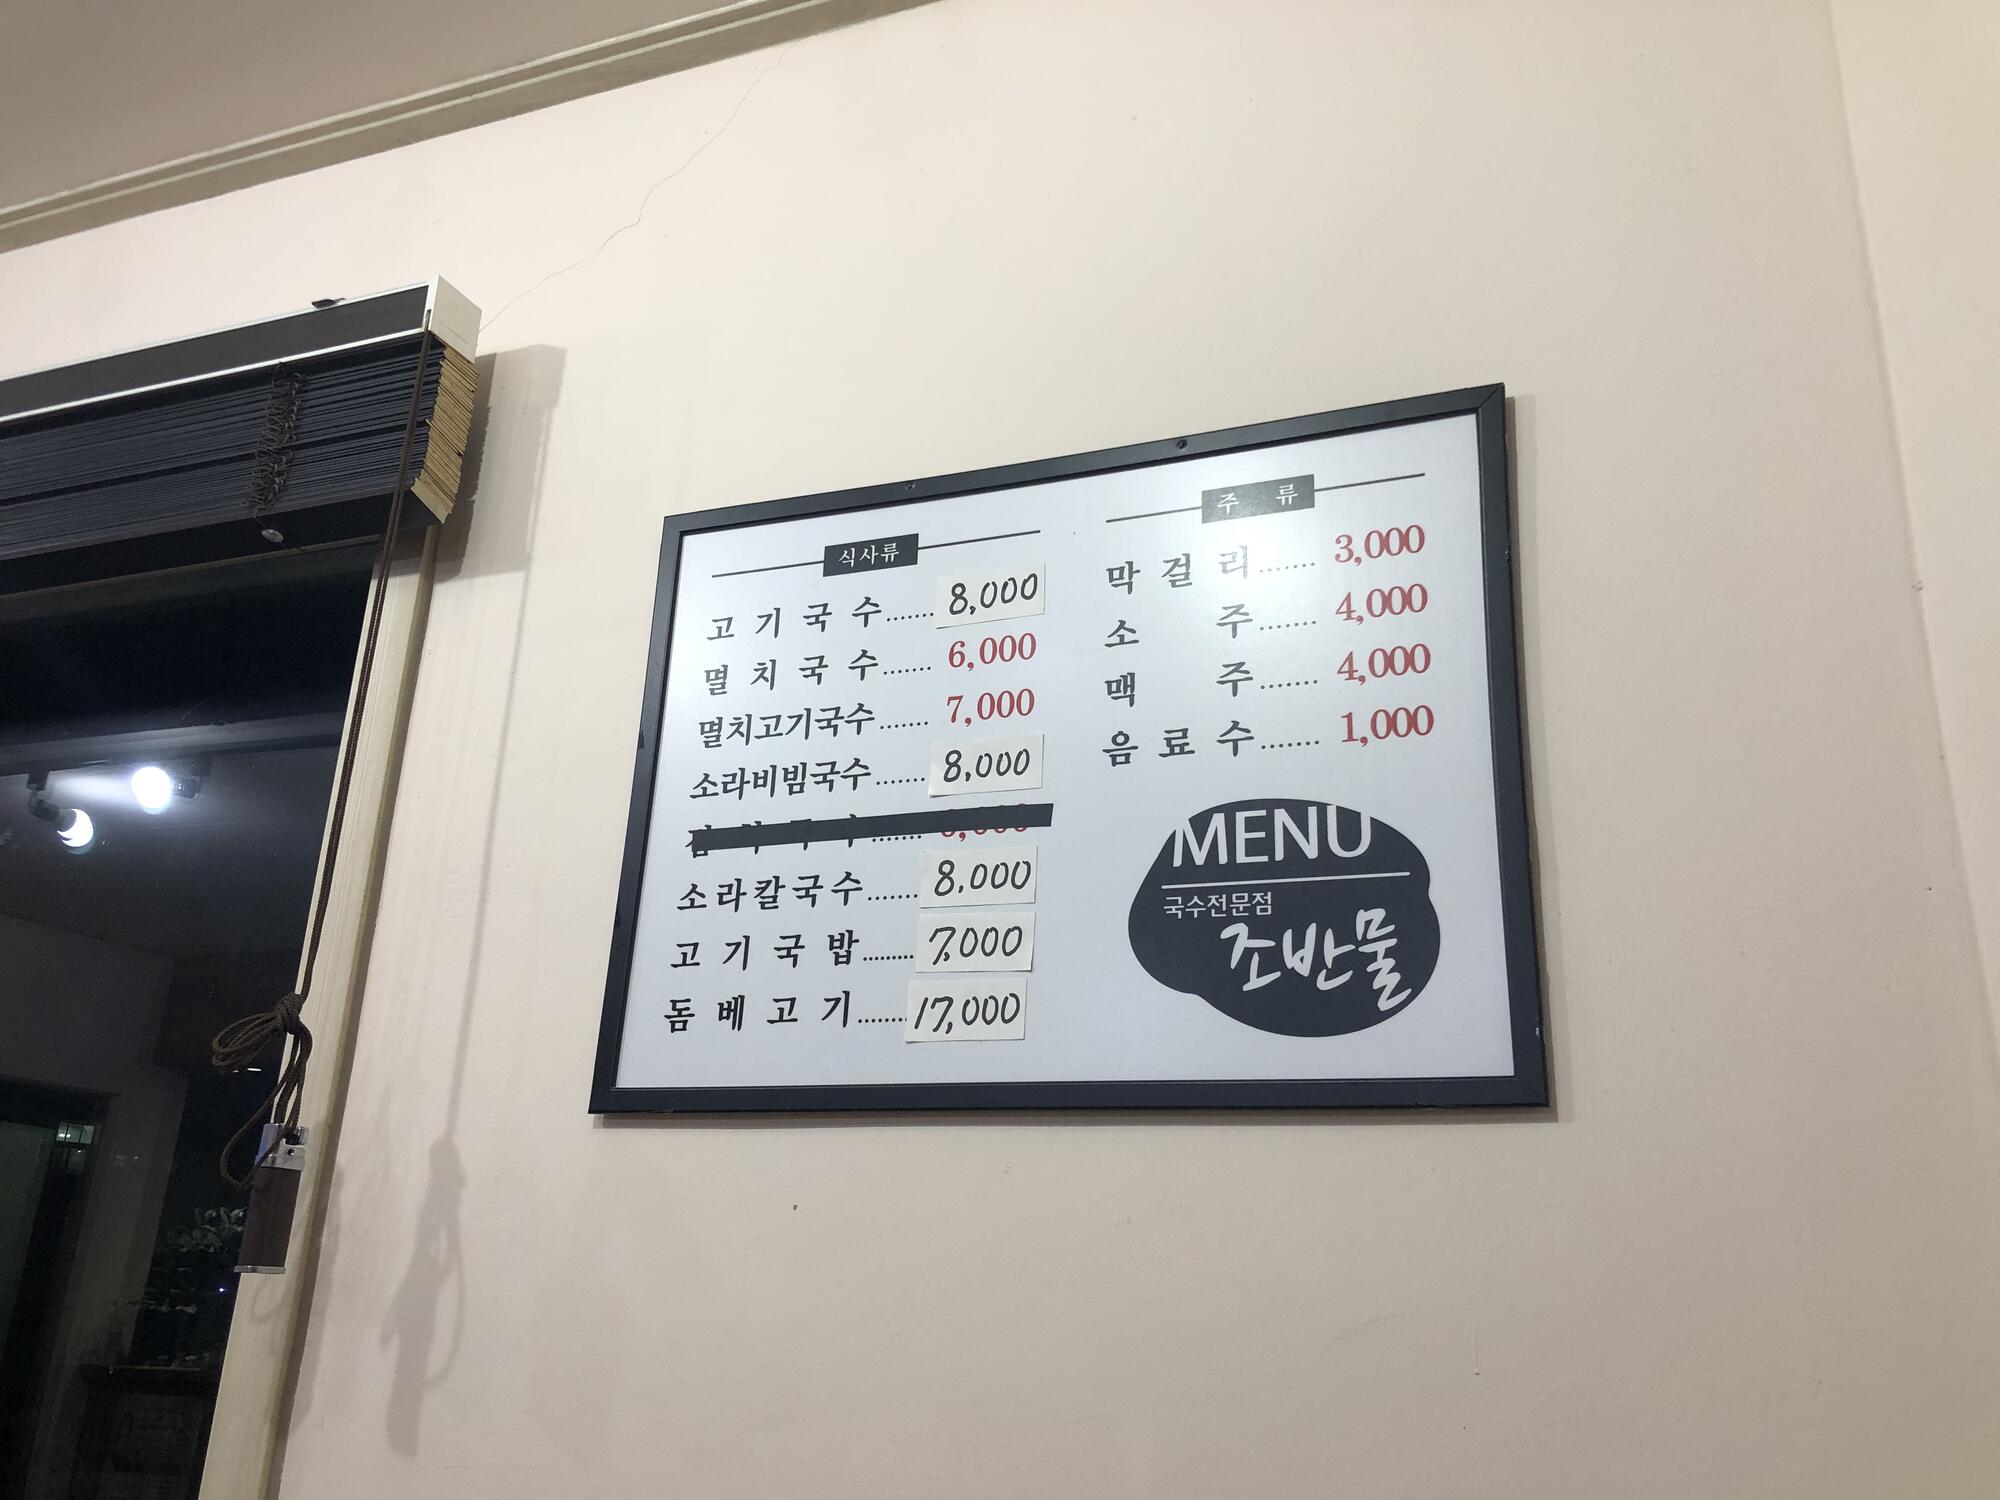 식사류
고기국수....... 8,000
멸치국수....... 6,000
멸치고기국수....... 7,000
소라비빔국수....... 8,000
소라칼국수....... 8,000
고기국밥......... 7,000
돔베고기........ 17,000
주 류
막걸리....... 3,000
소 주....... 4,000
맥 주....... 4,000
음료수....... 1,000
MENU
국수전문점
조반물